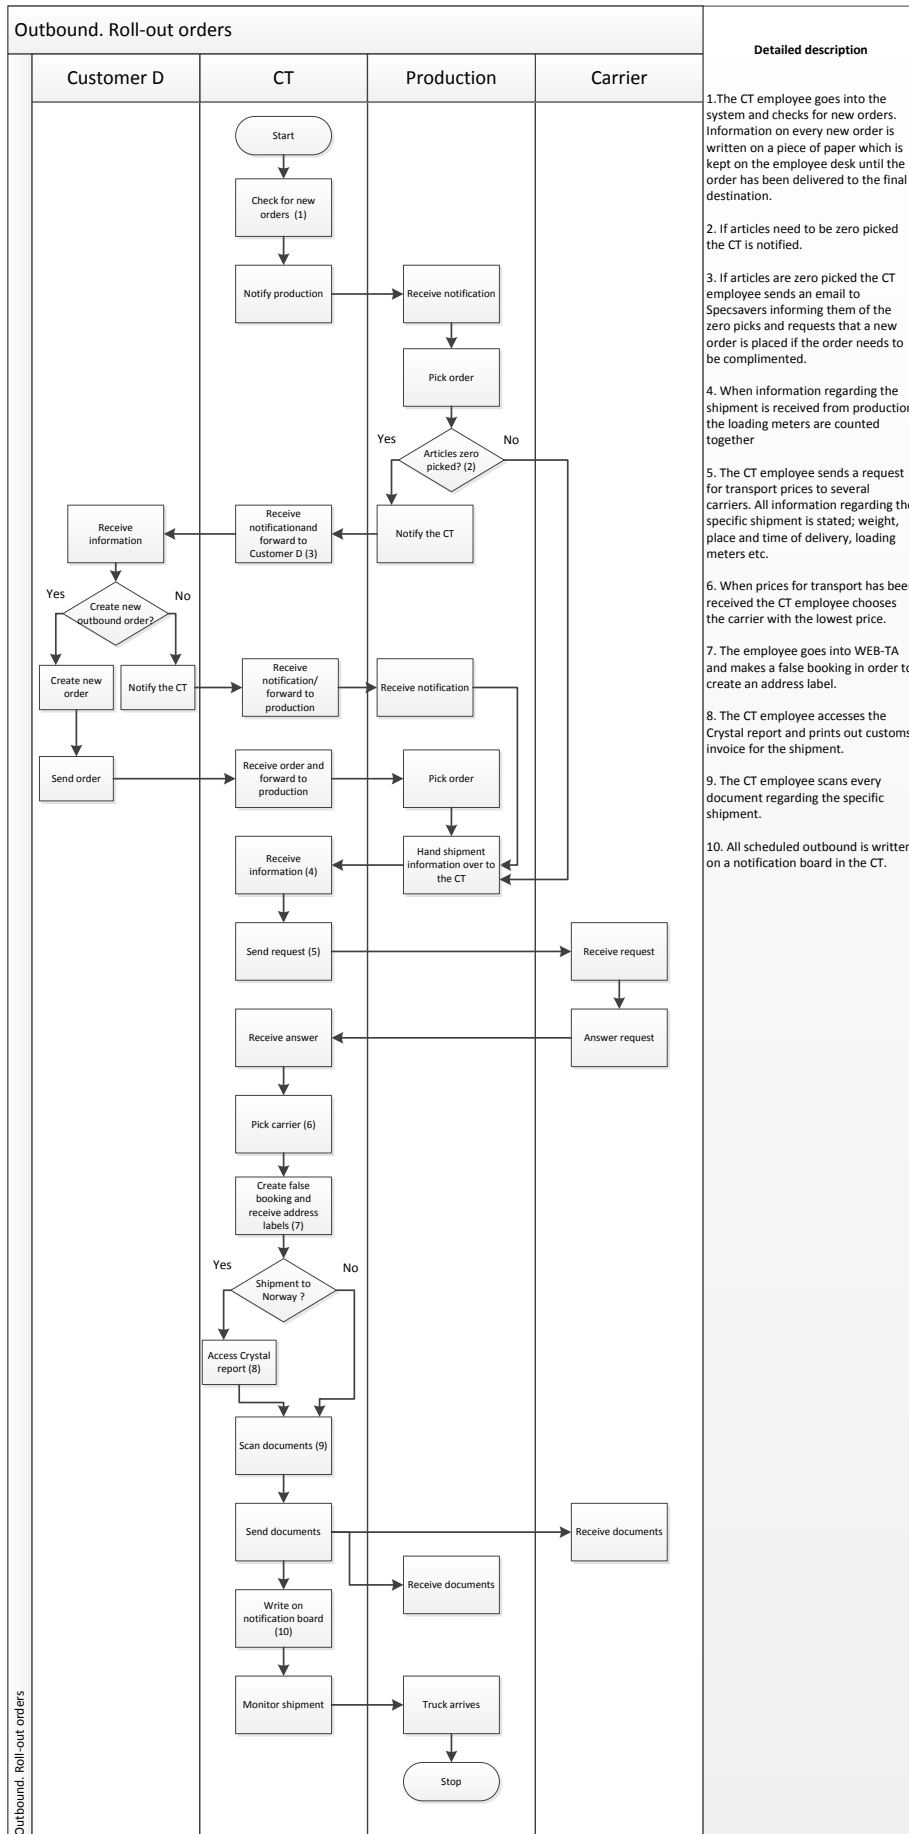 Outbound. Roll-out orders
Customer D
CT
Production
Carrier
Start
Check for new
orders (1)
Notify production
Receive notification
Pick order
Yes
No
Articles zero
picked? (2)
Receive
information
Receive
notificationand
forward to
Customer D (3)
Notify the CT
Yes
No
Create new
outbound order?
Create new
order
Notify the CT
Receive
notification/
forward to
production
Receive notification
Send order
Receive order and
forward to
production
Pick order
Receive
information (4)
Hand shipment
information over to
the CT
Send request (5)
Receive request
Receive answer
Answer request
Pick carrier (6)
Create false
booking and
receive address
labels (7)
Yes
No
Shipment to
Norway ?
Access Crystal
report (8)
Scan documents (9)
Send documents
Receive documents
Receive documents
Write on
notification board
(10)
Monitor shipment
Truck arrives
Stop
Outbound. Roll-out orders
Detailed description
1.The CT employee goes into the
system and checks for new orders.
Information on every new order is
written on a piece of paper which is
kept on the employee desk until the
order has been delivered to the final
destination.
2. If articles need to be zero picked
the CT is notified.
3. If articles are zero picked the CT
employee sends an email to
Specsavers informing them of the
zero picks and requests that a new
order is placed if the order needs to
be complimented.
4. When information regarding the
shipment is received from production
the loading meters are counted
together
5. The CT employee sends a request
for transport prices to several
carriers. All information regarding the
specific shipment is stated; weight,
place and time of delivery, loading
meters etc.
6. When prices for transport has been
received the CT employee chooses
the carrier with the lowest price.
7. The employee goes into WEB-TA
and makes a false booking in order to
create an address label.
8. The CT employee accesses the
Crystal report and prints out customs
invoice for the shipment.
9. The CT employee scans every
document regarding the specific
shipment.
10. All scheduled outbound is written
on a notification board in the CT.